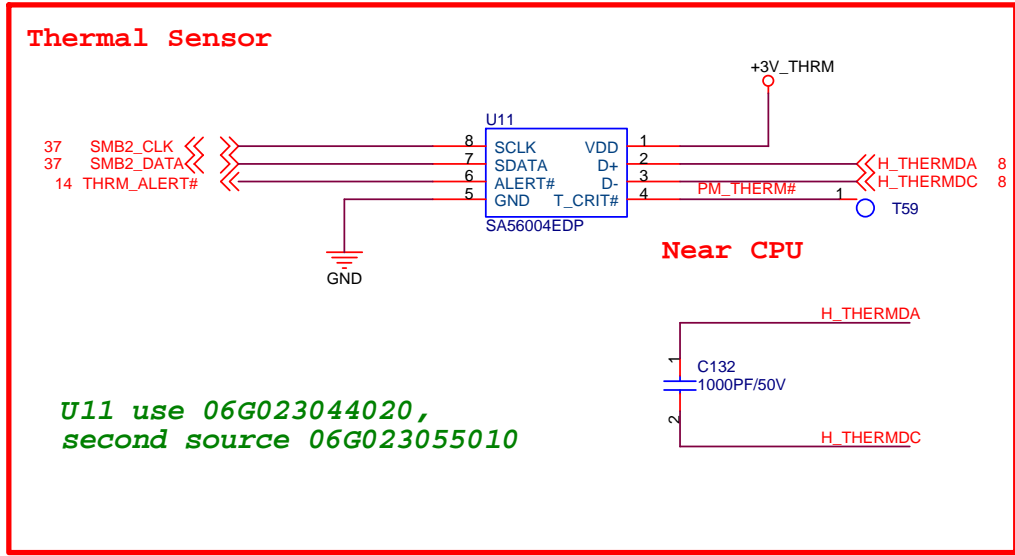 Thermal Sensor
+3V_THRM
U11
37 SMB2_CLK 8 SCLK VDD 1
37 SMB2_DATA 7 SDATA D+ 2 H_THERMDA 8
14 THRM_ALERT# 6 ALERT# D- 3 H_THERMDC 8
5 GND T_CRIT# 4 PM_THERM# 1 T59
SA56004EDP
Near CPU
GND
H_THERMDA
1
C132
1000PF/50V
2
H_THERMDC
U11 use 06G023044020,
second source 06G023055010